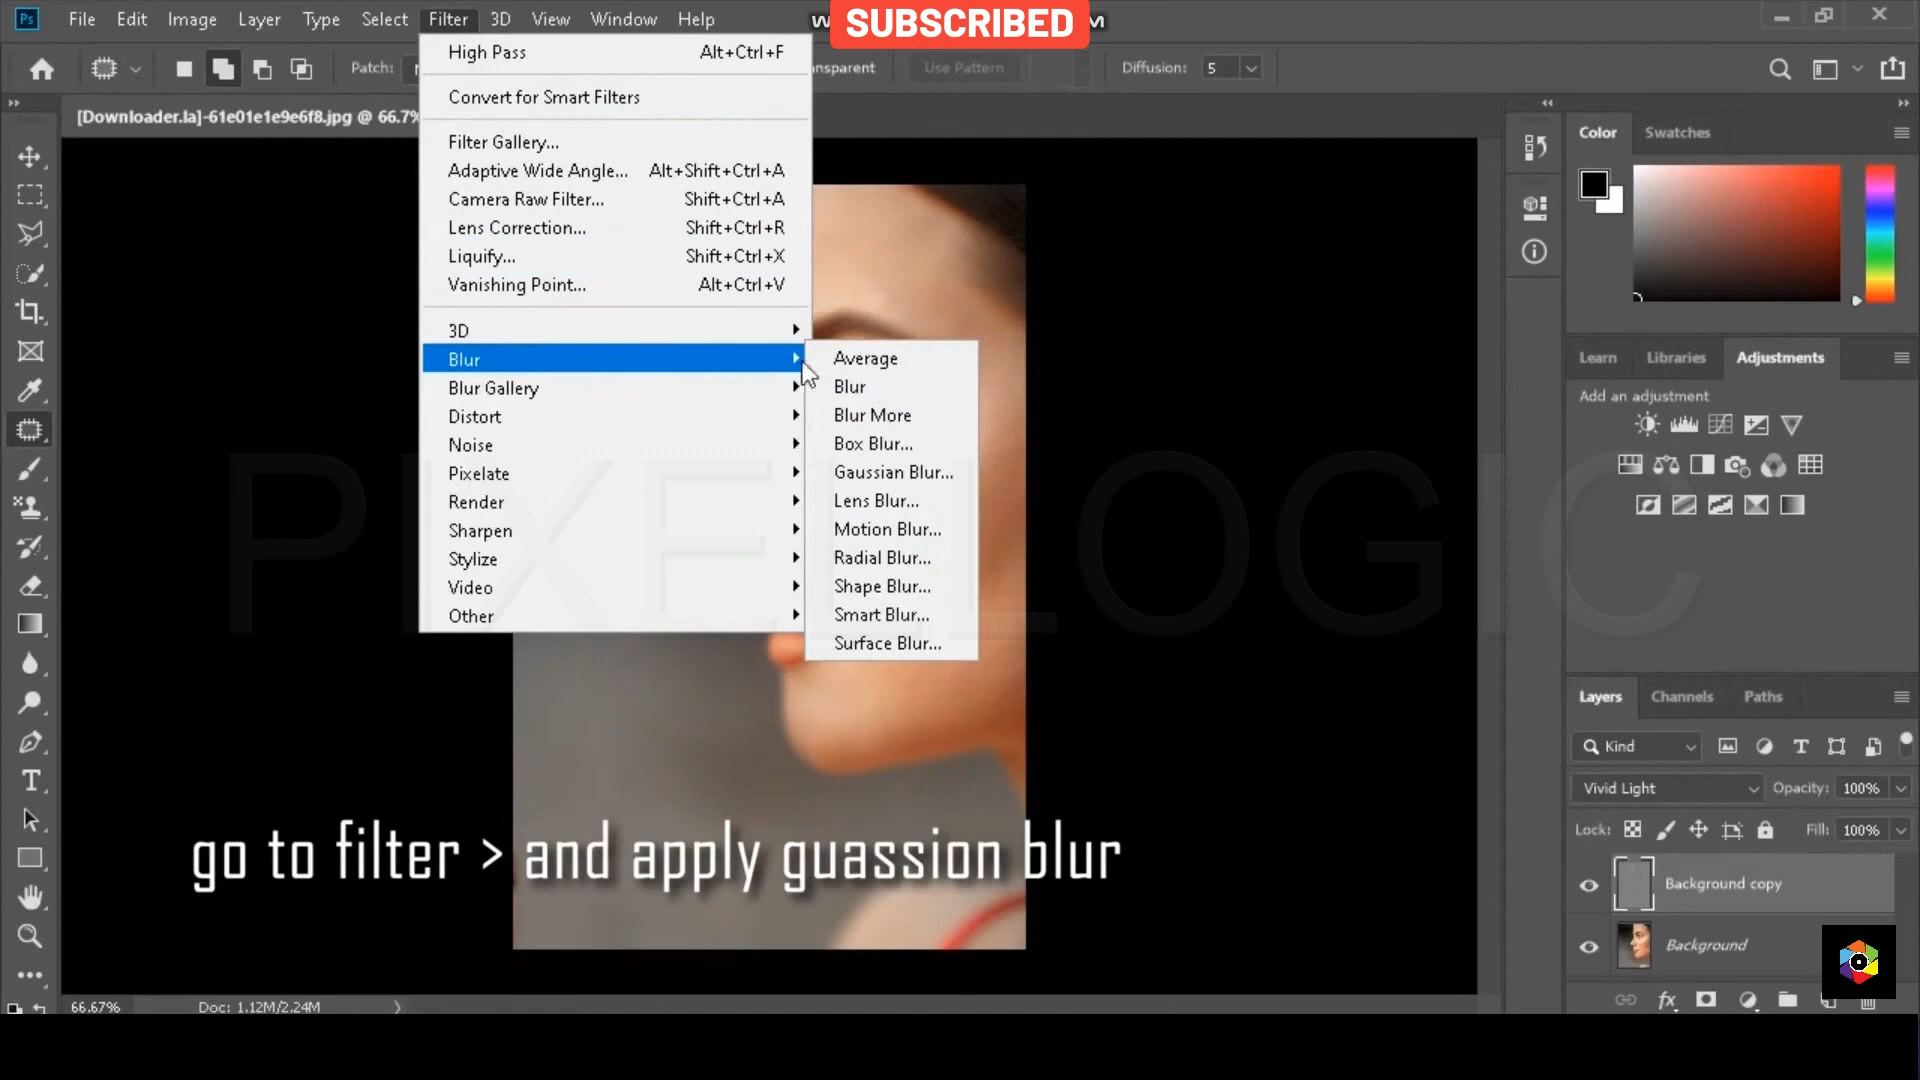 File Edit Image Layer Type Select Filter 3D View Window Help
SUBSCRIBED
Patch:
Use Pattern
Diffusion: 5
[Downloader.la]-61e01e1e9e6f8.jpg @ 66.7%
High Pass Alt+Ctrl+F
Convert for Smart Filters
Filter Gallery...
Adaptive Wide Angle... Alt+Shift+Ctrl+A
Camera Raw Filter... Shift+Ctrl+A
Lens Correction... Shift+Ctrl+R
Liquify... Shift+Ctrl+X
Vanishing Point... Alt+Ctrl+V
3D
Blur
Blur Gallery
Distort
Noise
Pixelate
Render
Sharpen
Stylize
Video
Other
Average
Blur
Blur More
Box Blur...
Gaussian Blur...
Lens Blur...
Motion Blur...
Radial Blur...
Shape Blur...
Smart Blur...
Surface Blur...
PIXELLOGIC
go to filter > and apply guassion blur
Color Swatches
Learn Libraries Adjustments
Add an adjustment
Layers Channels Paths
Kind
Vivid Light Opacity: 100%
Lock: Fill: 100%
Background copy
Background
66.67% Doc: 1.12M/2.24M